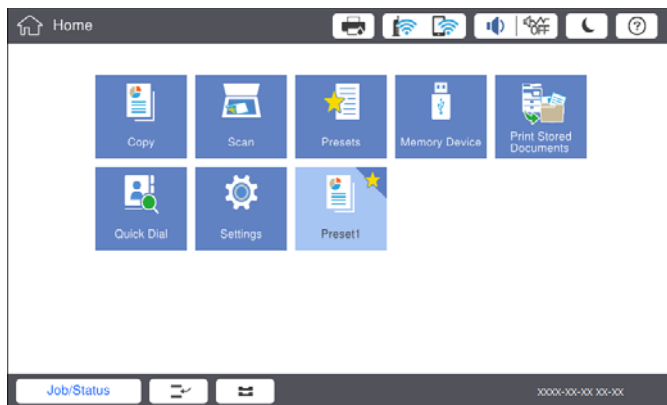 Home
OFF
Copy
Scan
Presets
Memory Device
Print Stored
Documents
Quick Dial
Settings
Preset1
Job/Status
xxxx-xx-xx xx-xx